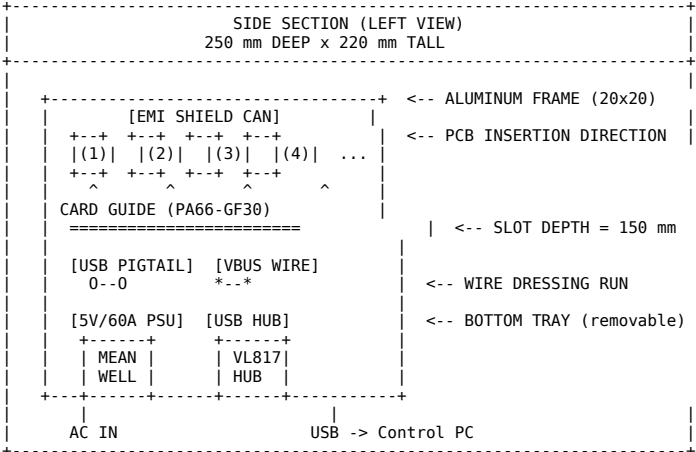 SIDE SECTION (LEFT VIEW)
250 mm DEEP x 220 mm TALL
<-- ALUMINUM FRAME (20x20)
[EMI SHIELD CAN]
<-- PCB INSERTION DIRECTION
|(1)| |(2)| |(3)| |(4)| ...
CARD GUIDE (PA66-GF30)
<-- SLOT DEPTH = 150 mm
[USB PIGTAIL] [VBUS WIRE]
O--O *--* <-- WIRE DRESSING RUN
[5V/60A PSU] [USB HUB] <-- BOTTOM TRAY (removable)
| MEAN | | VL817|
| WELL | | HUB |
AC IN USB -> Control PC